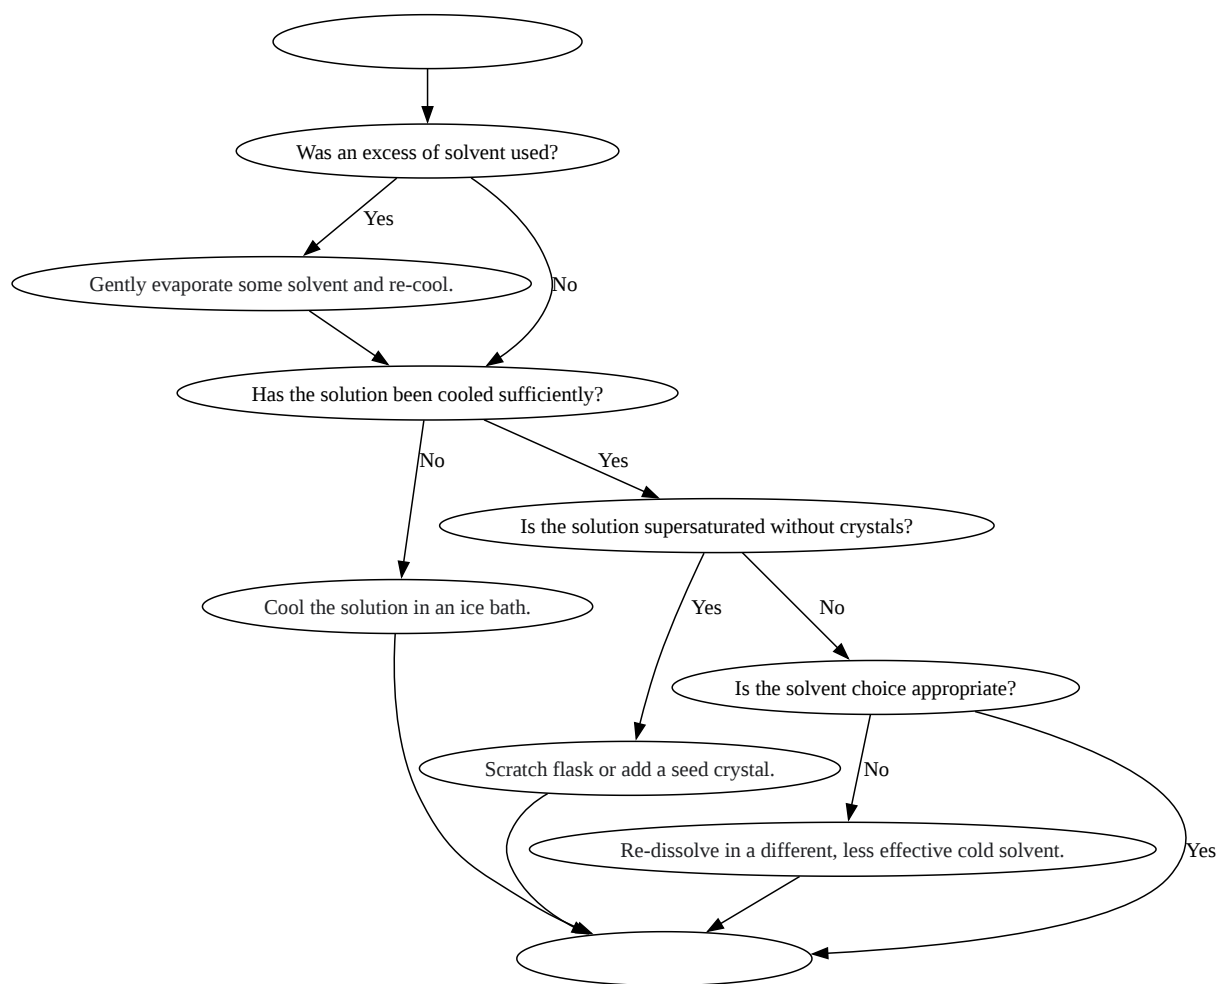 Was an excess of solvent used?
Yes
Gently evaporate some solvent and re-cool.
No
Has the solution been cooled sufficiently?
No
Yes
Is the solution supersaturated without crystals?
Cool the solution in an ice bath.
Yes
No
Is the solvent choice appropriate?
Scratch flask or add a seed crystal.
No
Re-dissolve in a different, less effective cold solvent.
Yes